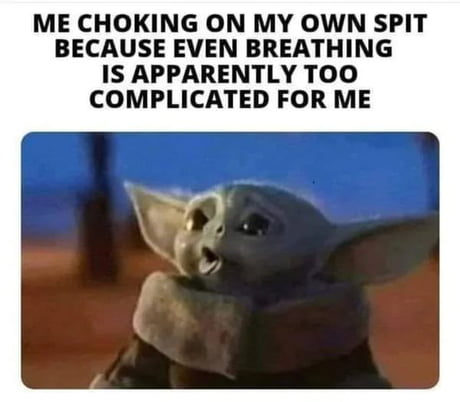 ME CHOKING ON MY OWN SPIT
BECAUSE EVEN BREATHING
IS APPARENTLY TOO
COMPLICATED FOR ME